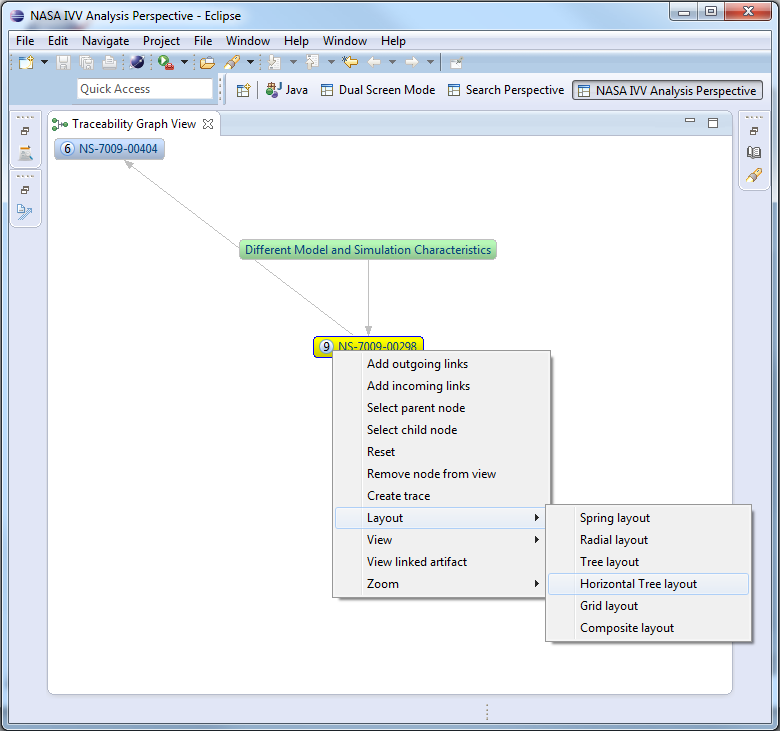 NASA IVV Analysis Perspective - Eclipse
File Edit Navigate Project File Window Help Window Help
Quick Access Java Dual Screen Mode Search Perspective NASA IVV Analysis Perspective
Traceability Graph View
6 NS-7009-00404
Different Model and Simulation Characteristics
9 NS-7009-00298
Add outgoing links
Add incoming links
Select parent node
Select child node
Reset
Remove node from view
Create trace
Layout
View
View linked artifact
Zoom
Spring layout
Radial layout
Tree layout
Horizontal Tree layout
Grid layout
Composite layout